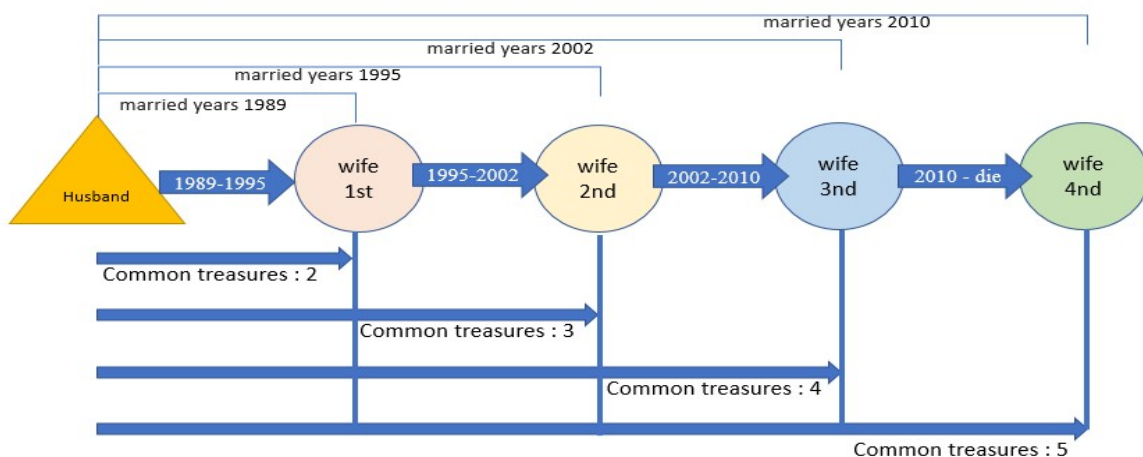 married years 2010
married years 2002
married years 1995
married years 1989
Husband
1989-1995
wife
1st
1995-2002
wife
2nd
2002-2010
wife
3nd
2010 - die
wife
4nd
Common treasures : 2
Common treasures : 3
Common treasures : 4
Common treasures : 5